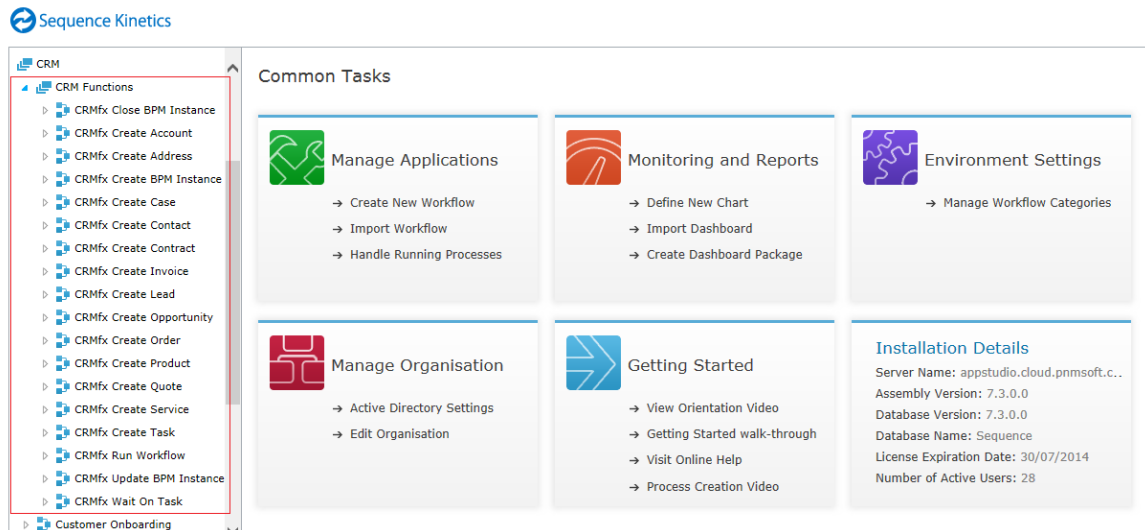 Sequence Kinetics
CRM
CRM Functions
CRMfx Close BPM Instance
CRMfx Create Account
CRMfx Create Address
CRMfx Create BPM Instance
CRMfx Create Case
CRMfx Create Contact
CRMfx Create Contract
CRMfx Create Invoice
CRMfx Create Lead
CRMfx Create Opportunity
CRMfx Create Order
CRMfx Create Product
CRMfx Create Quote
CRMfx Create Service
CRMfx Create Task
CRMfx Run Workflow
CRMfx Update BPM Instance
CRMfx Wait On Task
Customer Onboarding
Common Tasks
Manage Applications
→ Create New Workflow
→ Import Workflow
→ Handle Running Processes
Monitoring and Reports
→ Define New Chart
→ Import Dashboard
→ Create Dashboard Package
Environment Settings
→ Manage Workflow Categories
Manage Organisation
→ Active Directory Settings
→ Edit Organisation
Getting Started
→ View Orientation Video
→ Getting Started walk-through
→ Visit Online Help
→ Process Creation Video
Installation Details
Server Name: appstudio.cloud.pnmsoft.c..
Assembly Version: 7.3.0.0
Database Version: 7.3.0.0
Database Name: Sequence
License Expiration Date: 30/07/2014
Number of Active Users: 28